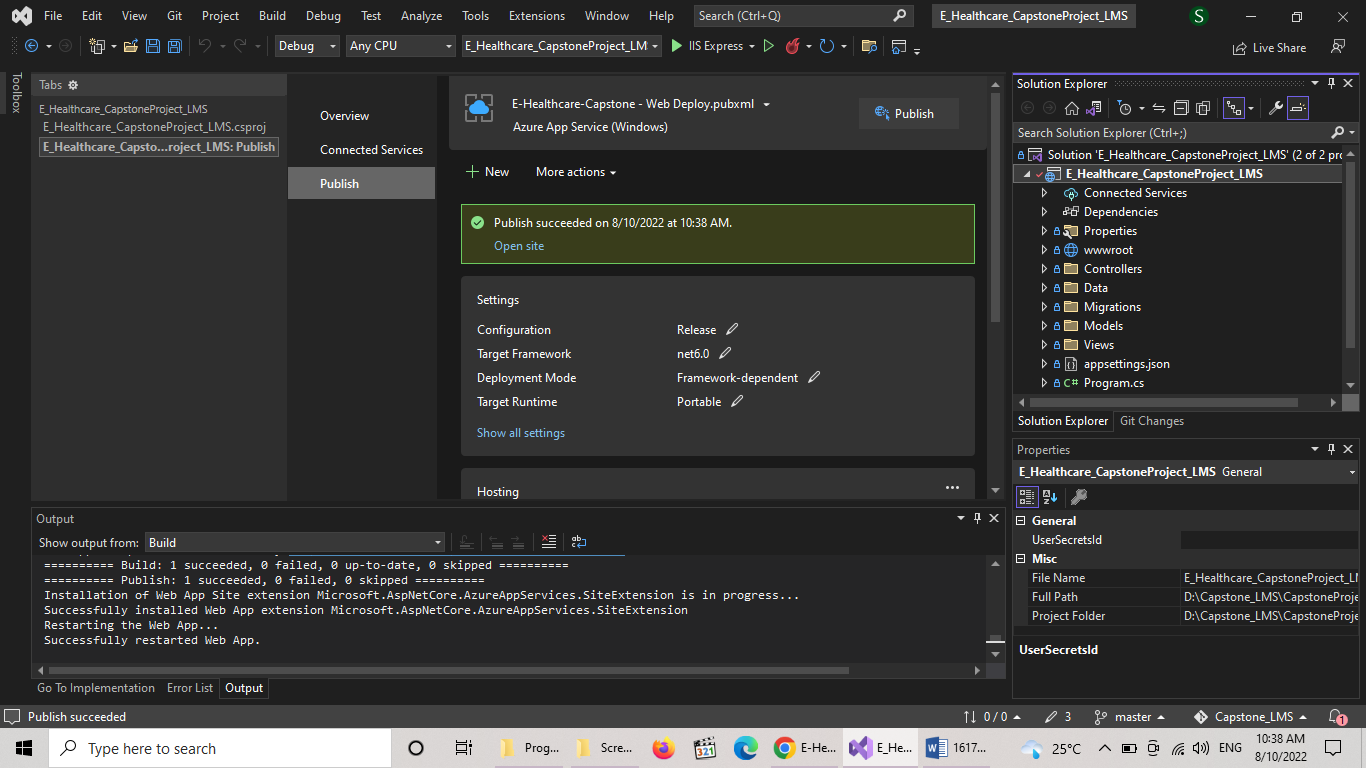 File Edit View Git Project Build Debug Test Analyze Tools Extensions Window Help Search (Ctrl+Q) E_Healthcare_CapstoneProject_LMS S
Debug Any CPU E_Healthcare_CapstoneProject_LM IIS Express Live Share
Toolbox
Tabs
E_Healthcare_CapstoneProject_LMS
E_Healthcare_CapstoneProject_LMS.csproj
E_Healthcare_Capsto...roject_LMS: Publish
Overview
Connected Services
Publish
E-Healthcare-Capstone - Web Deploy.pubxml
Azure App Service (Windows)
Publish
New More actions
Publish succeeded on 8/10/2022 at 10:38 AM.
Open site
Settings
Configuration Release
Target Framework net6.0
Deployment Mode Framework-dependent
Target Runtime Portable
Show all settings
Hosting ...
Solution Explorer
Search Solution Explorer (Ctrl+;)
Solution 'E_Healthcare_CapstoneProject_LMS' (2 of 2 pr
E_Healthcare_CapstoneProject_LMS
Connected Services
Dependencies
Properties
wwwroot
Controllers
Data
Migrations
Models
Views
appsettings.json
C# Program.cs
Solution Explorer Git Changes
Properties
E_Healthcare_CapstoneProject_LMS General
General
UserSecretsId
Misc
File Name E_Healthcare_CapstoneProject_L
Full Path D:\Capstone_LMS\CapstoneProje
Project Folder D:\Capstone_LMS\CapstoneProje
UserSecretsId
Output
Show output from: Build
========== Build: 1 succeeded, 0 failed, 0 up-to-date, 0 skipped ==========
========== Publish: 1 succeeded, 0 failed, 0 skipped ==========
Installation of Web App Site extension Microsoft.AspNetCore.AzureAppServices.SiteExtension is in progress...
Successfully installed Web App extension Microsoft.AspNetCore.AzureAppServices.SiteExtension
Restarting the Web App...
Successfully restarted Web App.
Go To Implementation Error List Output
Publish succeeded 0 / 0 3 master Capstone_LMS 1
Type here to search Prog... Scre... 321 E-He... E_He... 1617... 25°C ENG 10:38 AM
8/10/2022